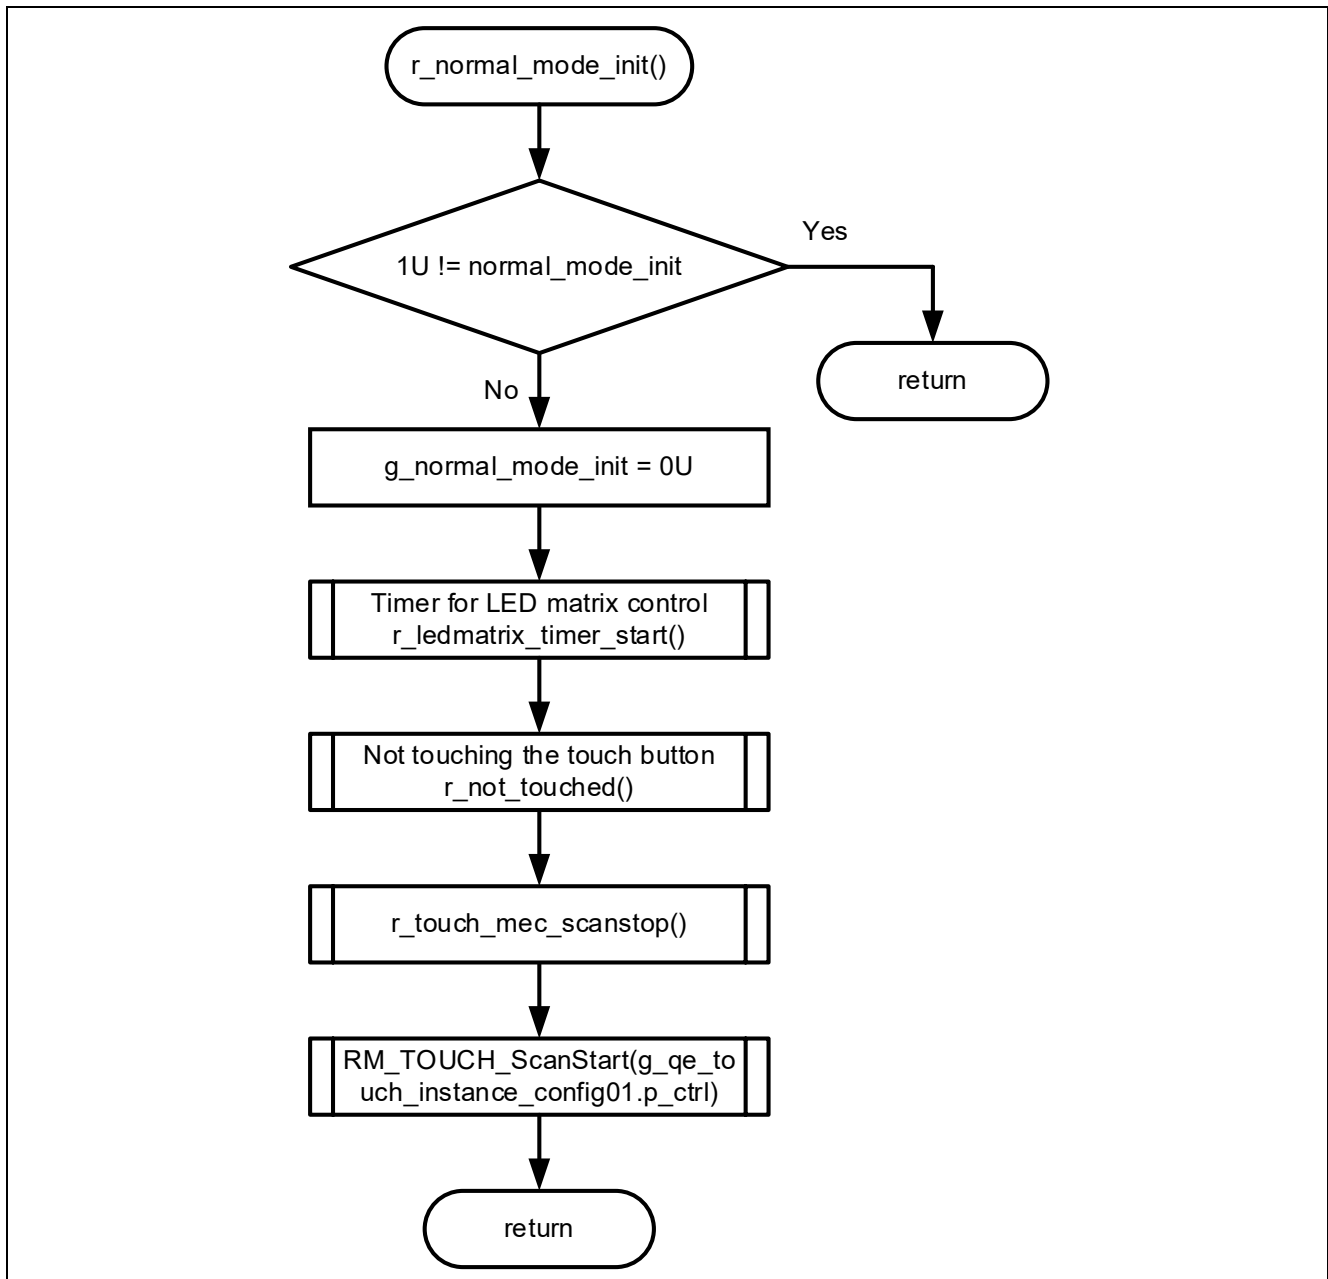 r_normal_mode_init()
1U != normal_mode_init
Yes
return
No
g_normal_mode_init = 0U
Timer for LED matrix control
r_ledmatrix_timer_start()
Not touching the touch button
r_not_touched()
r_touch_mec_scanstop()
RM_TOUCH_ScanStart(g_qe_to
uch_instance_config01.p_ctrl)
return